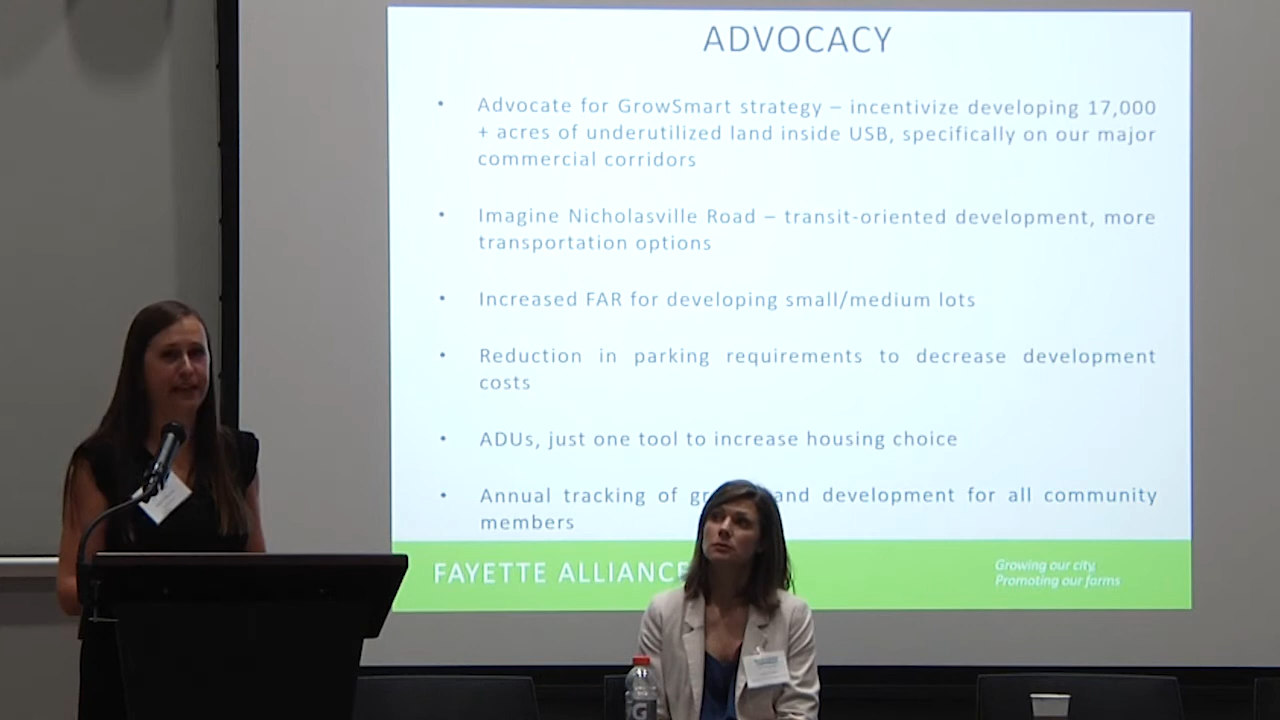 ADVOCACY
• Advocate for GrowSmart strategy – incentivize developing 17,000
+ acres of underutilized land inside USB, specifically on our major
commercial corridors
• Imagine Nicholasville Road – transit-oriented development, more
transportation options
• Increased FAR for developing small/medium lots
• Reduction in parking requirements to decrease development
costs
• ADUs, just one tool to increase housing choice
• Annual tracking of and development for all community
members
FAYETTE ALLIANCE
Growing our city,
Promoting our farms
G